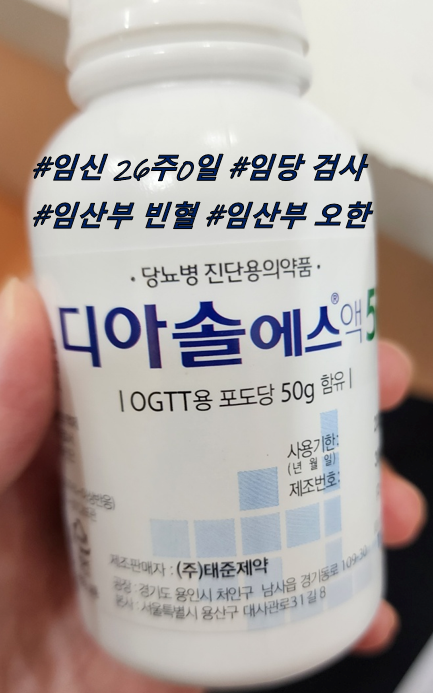 #임신 26주0일 #임당 검사
#임산부 빈혈 #임산부 오한
· 당뇨병 진단용의약품 ·
디아솔에스®액 5
| OGTT용 포도당 50g 함유 |
사용기한:
(년 월 일)
제조번호:
제조판매자 : (주)태준제약
공장 : 경기도 용인시 처인구 남사읍 경기동로
본사 : 서울특별시 용산구 대사관로31길 8